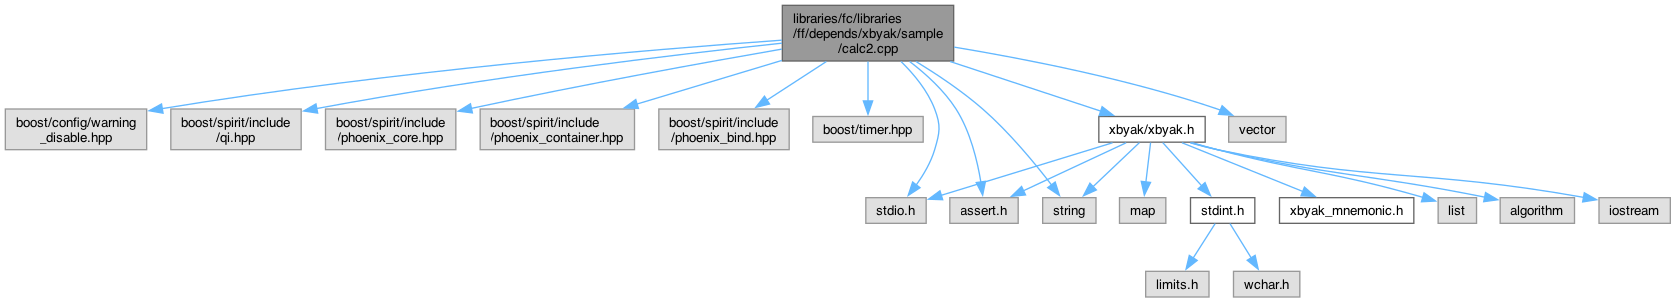 libraries/fc/libraries
/ff/depends/xbyak/sample
/calc2.cpp
boost/config/warning
_disable.hpp
boost/spirit/include
/qi.hpp
boost/spirit/include
/phoenix_core.hpp
boost/spirit/include
/phoenix_container.hpp
boost/spirit/include
/phoenix_bind.hpp
boost/timer.hpp
xbyak/xbyak.h
vector
stdio.h
assert.h
string
map
stdint.h
xbyak_mnemonic.h
list
algorithm
iostream
limits.h
wchar.h